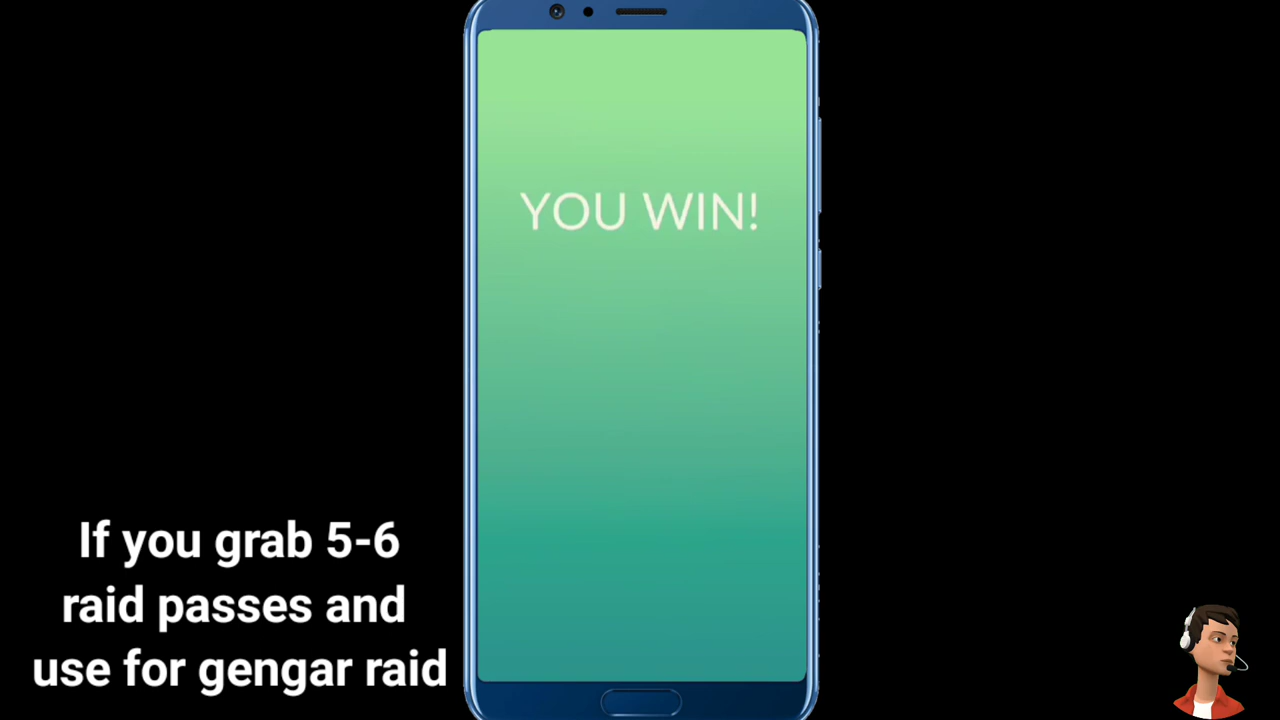 YOU WIN!
If you grab 5-6
raid passes and
use for gengar raid